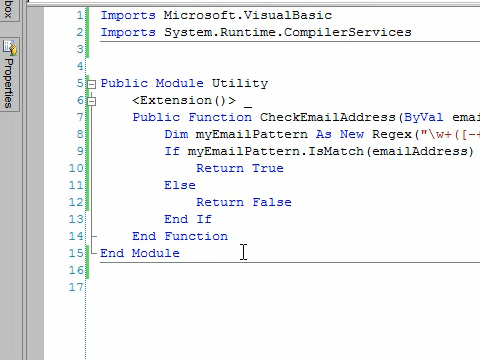 box
Properties
1 Imports Microsoft.VisualBasic
2 Imports System.Runtime.CompilerServices
3
4
5 Public Module Utility
6 <Extension()> _
7 Public Function CheckEmailAddress(ByVal emai
8 Dim myEmailPattern As New Regex("\w+([-+
9 If myEmailPattern.IsMatch(emailAddress)
10 Return True
11 Else
12 Return False
13 End If
14 End Function
15 End Module
16
17